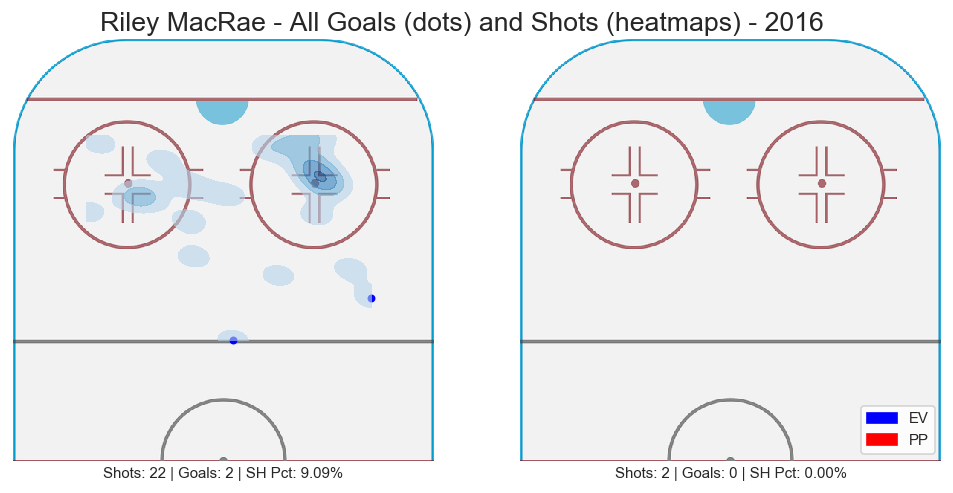 Riley MacRae - All Goals (dots) and Shots (heatmaps) - 2016
EV
PP
Shots: 22 | Goals: 2 | SH Pct: 9.09%
Shots: 2 | Goals: 0 | SH Pct: 0.00%